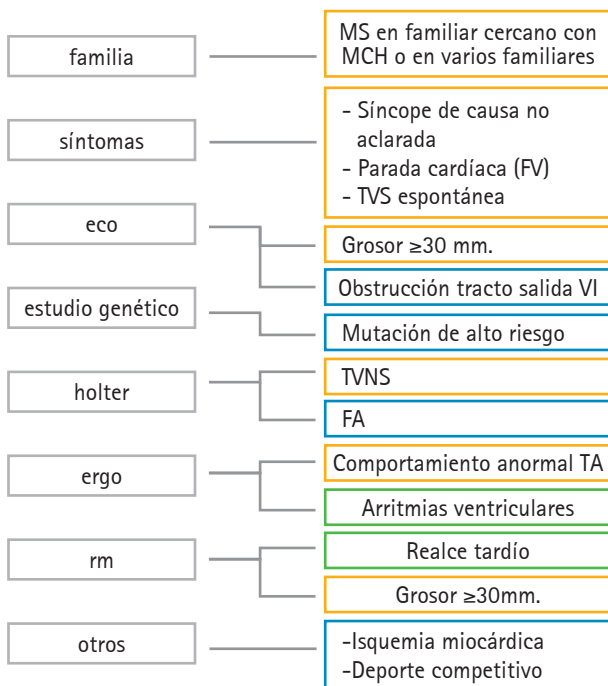 familia
MS en familiar cercano con
MCH o en varios familiares
síntomas
- Síncope de causa no
aclarada
- Parada cardíaca (FV)
- TVS espontánea
eco
Grosor ≥30 mm.
Obstrucción tracto salida VI
estudio genético
Mutación de alto riesgo
holter
TVNS
FA
ergo
Comportamiento anormal TA
Arritmias ventriculares
rm
Realce tardío
Grosor ≥30mm.
otros
-Isquemia miocárdica
-Deporte competitivo